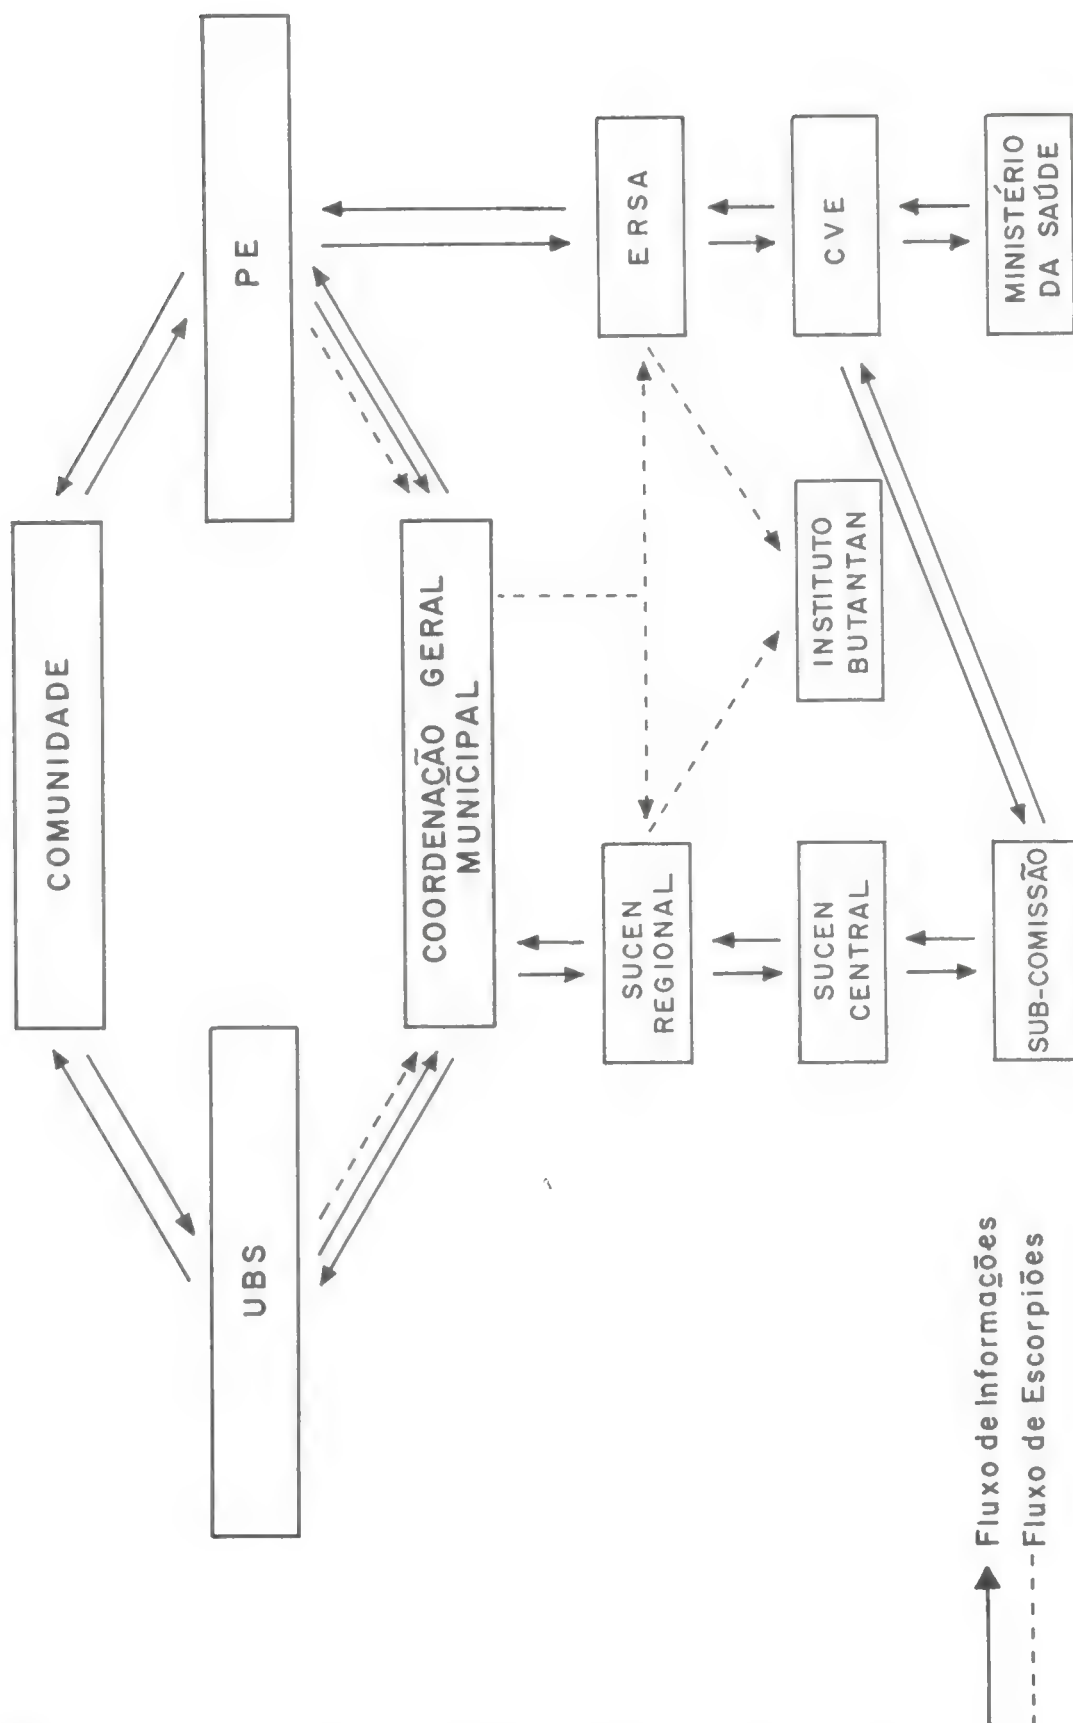 COMUNIDADE
UBS
PE
COORDENAÇÃO GERAL
MUNICIPAL
SUCEN
REGIONAL
ERSA
SUCEN
CENTRAL
INSTITUTO
BUTANTAN
CVE
SUB-COMISSÃO
MINISTÉRIO
DA SAÚDE
Fluxo de Informações
Fluxo de Escorpiões